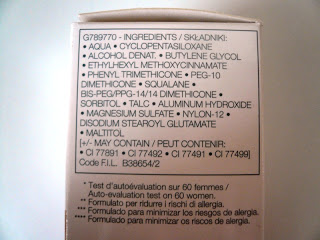 G789770 - INGREDIENTS / SKŁADNIKI:
• AQUA • CYCLOPENTASILOXANE
• ALCOHOL DENAT. • BUTYLENE GLYCOL
• ETHYLHEXYL METHOXYCINNAMATE
• PHENYL TRIMETHICONE • PEG-10
DIMETHICONE • SQUALANE •
BIS-PEG/PPG-14/14 DIMETHICONE •
SORBITOL • TALC • ALUMINUM HYDROXIDE
• MAGNESIUM SULFATE • NYLON-12 •
DISODIUM STEAROYL GLUTAMATE
• MALTITOL
[+/- MAY CONTAIN / PEUT CONTENIR:
• CI 77891 • CI 77492 • CI 77491 • CI 77499]
Code F.I.L. B38654/2
* Test d'autoévaluation sur 60 femmes /
Auto-evaluation test on 60 women.
** Formulato per ridurre i rischi di allergia.
*** Formulado para minimizar los riesgos de alergia.
**** Formulado para minimizar os riscos de alergia.